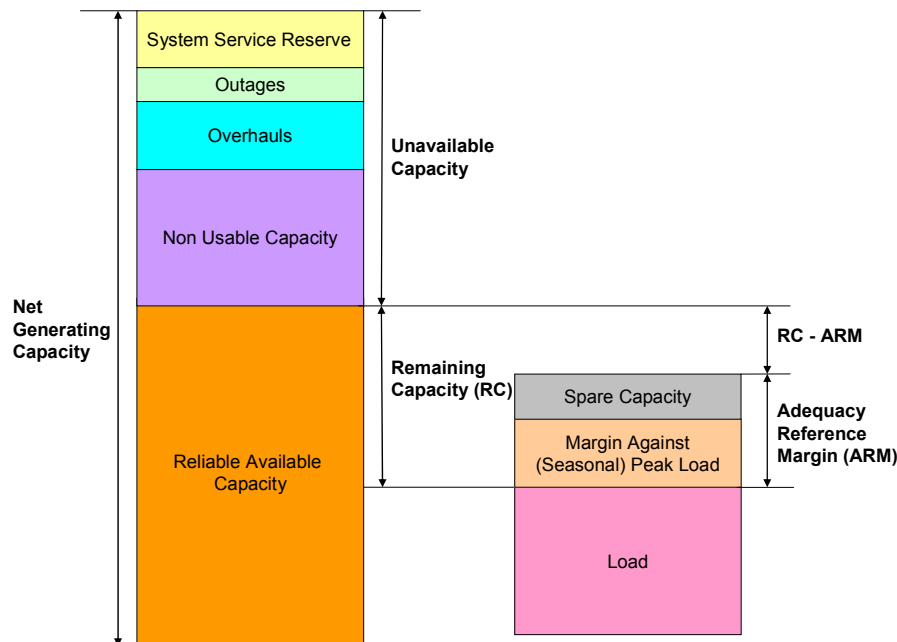 System Service Reserve
Outages
Overhauls
Non Usable Capacity
Unavailable
Capacity
Net
Generating
Capacity
Reliable Available
Capacity
Remaining
Capacity (RC)
RC - ARM
Spare Capacity
Margin Against
(Seasonal) Peak Load
Adequacy
Reference
Margin (ARM)
Load